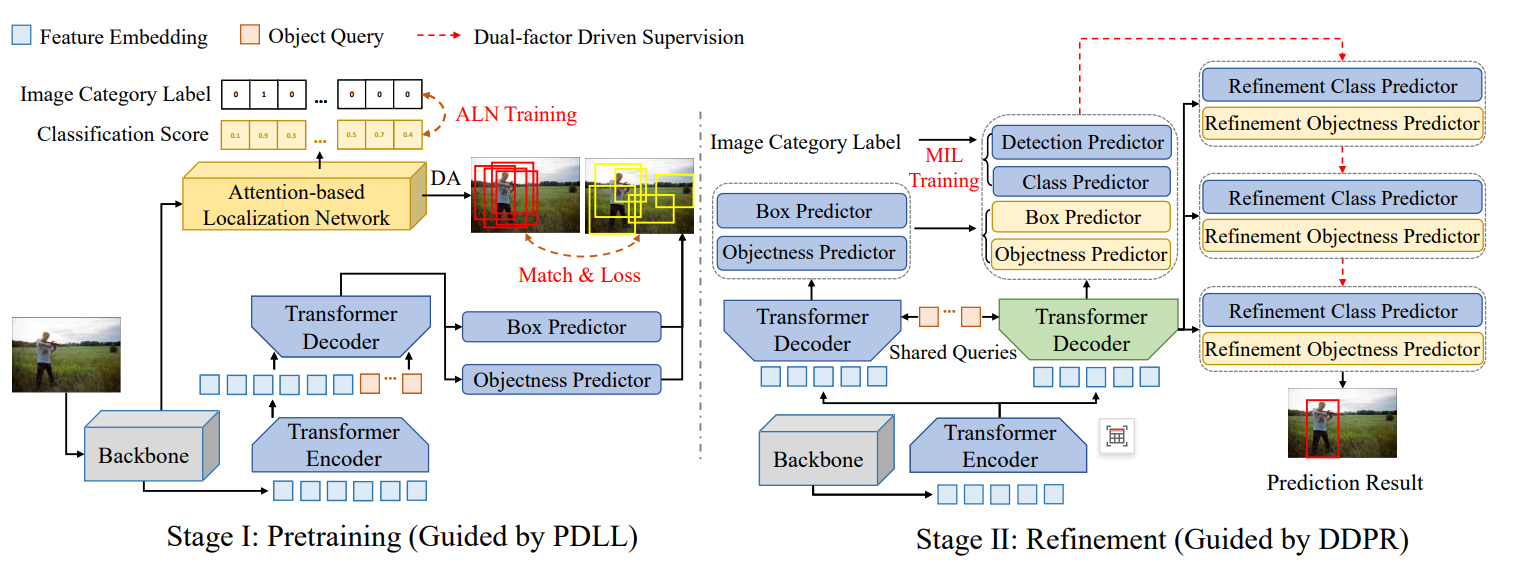 Feature Embedding
Object Query
Dual-factor Driven Supervision
Image Category Label
0 1 0 ... 0 0 0
Classification Score
0.1 0.9 0.3 ... 0.5 0.7 0.4
ALN Training
Attention-based
Localization Network
DA
Match & Loss
Transformer
Decoder
Box Predictor
Objectness Predictor
...
Backbone
Transformer
Encoder
Stage I: Pretraining (Guided by PDLL)
Image Category Label
MIL
Training
Detection Predictor
Class Predictor
Box Predictor
Objectness Predictor
Box Predictor
Objectness Predictor
Transformer
Decoder
...
Shared Queries
Transformer
Decoder
Backbone
Transformer
Encoder
Refinement Class Predictor
Refinement Objectness Predictor
Refinement Class Predictor
Refinement Objectness Predictor
Refinement Class Predictor
Refinement Objectness Predictor
Prediction Result
Stage II: Refinement (Guided by DDPR)